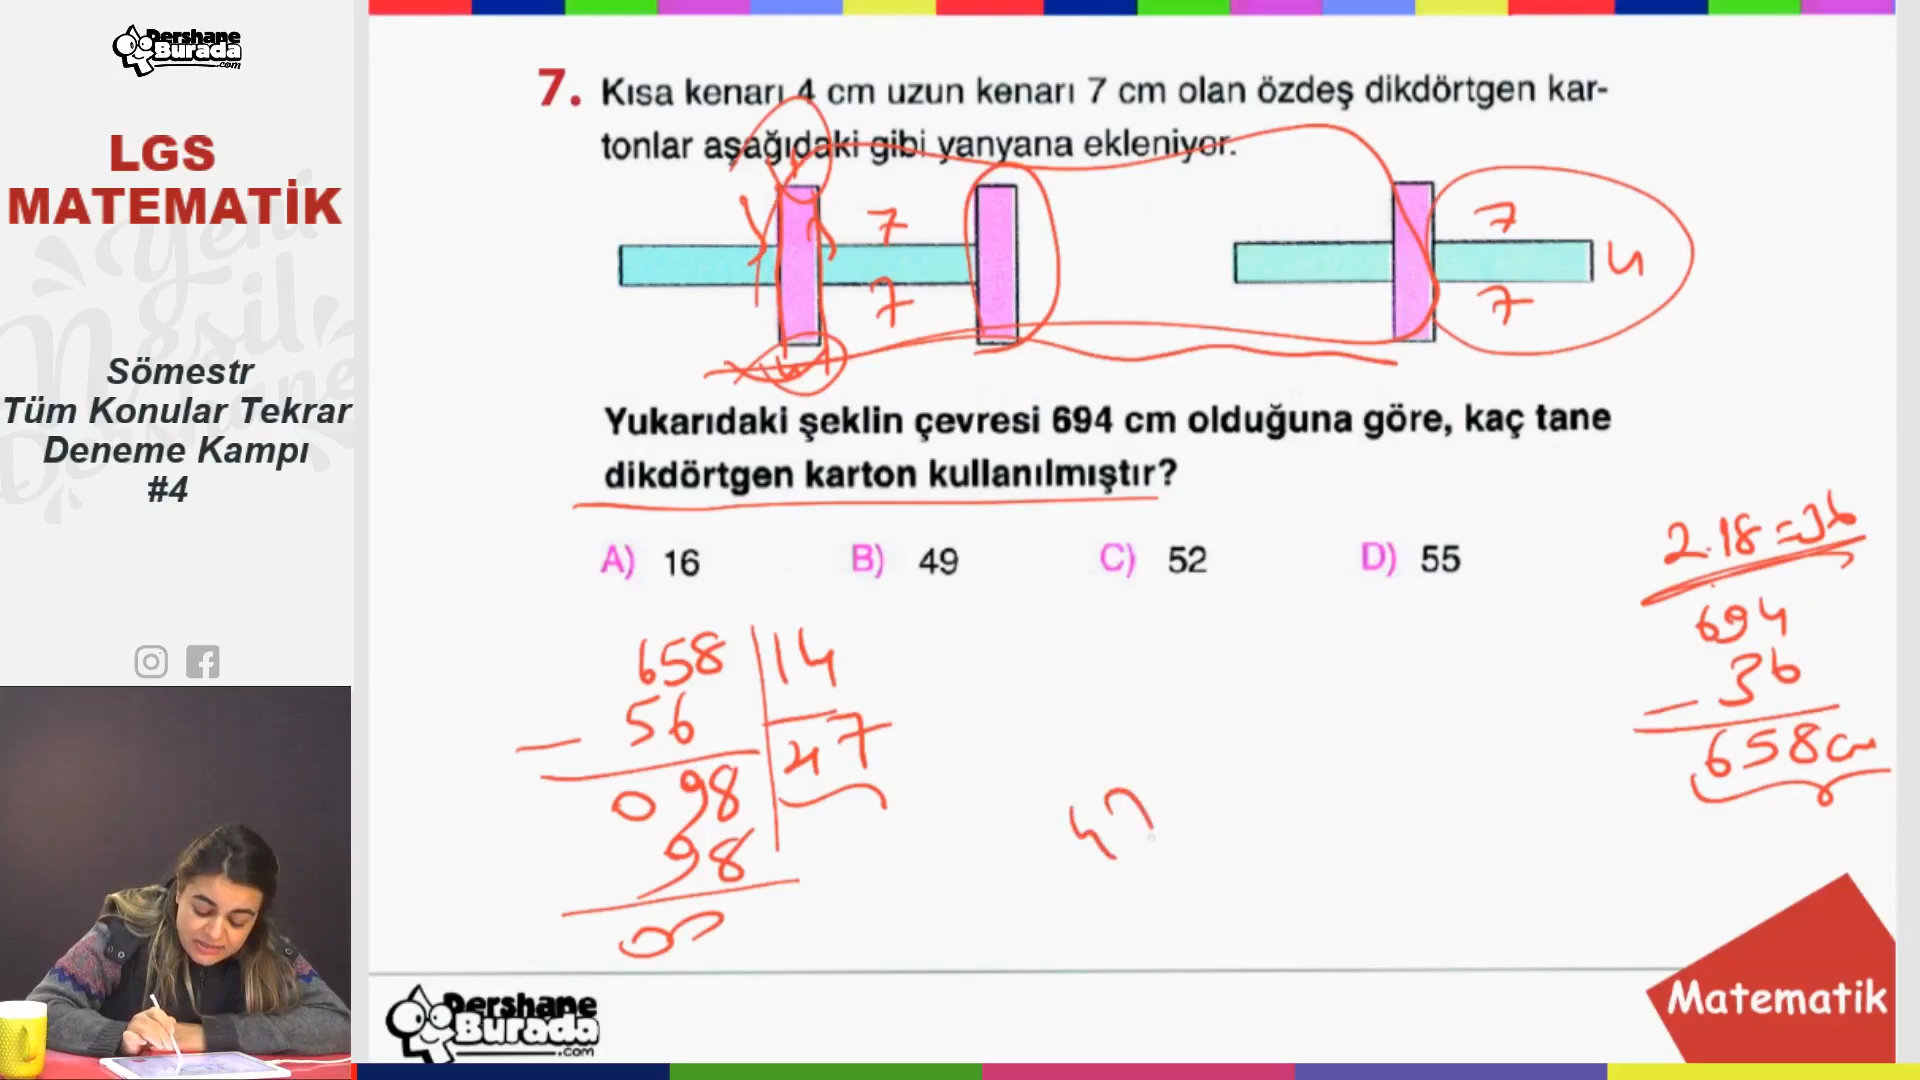 Dershane
Burada
.com
LGS
MATEMATİK
Yeni
Nesil
Dershane
Sömestr
Tüm Konular Tekrar
Deneme Kampı
#4
7. Kısa kenarı 4 cm uzun kenarı 7 cm olan özdeş dikdörtgen kar-
tonlar aşağıdaki gibi yanyana ekleniyor.
7
7
7
4
7
Yukarıdaki şeklin çevresi 694 cm olduğuna göre, kaç tane
dikdörtgen karton kullanılmıştır?
A) 16 B) 49 C) 52 D) 55
2.18=36
694
36
658cm
658 14
56 47
098
98
00
47
Matematik
Dershane
Burada
.com